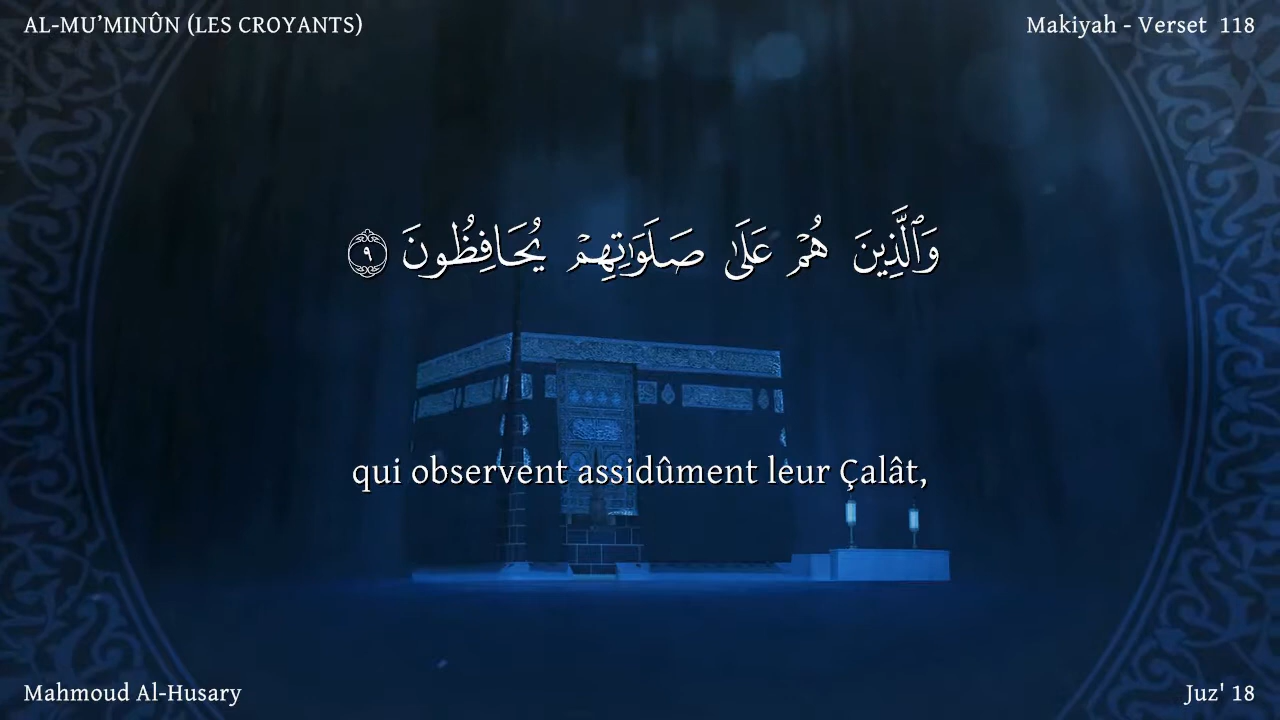 AL-MU’MINÛN (LES CROYANTS)
Makiyah - Verset 118
وَٱلَّذِينَ هُمْ عَلَىٰ صَلَوَٰتِهِمْ يُحَافِظُونَ ٩
qui observent assidûment leur Çalât,
Mahmoud Al-Husary
Juz' 18